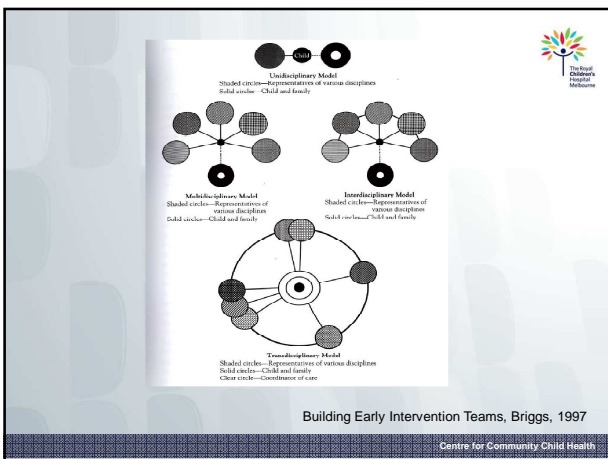 Child
Unidisciplinary Model
Shaded circles—Representatives of various disciplines
Solid circles—Child and family
The Royal
Children's
Hospital
Melbourne
Multidisciplinary Model
Shaded circles—Representatives of
various disciplines
Solid circles—Child and family
Interdisciplinary Model
Shaded circles—Representatives of
various disciplines
Solid circles—Child and family
Transdisciplinary Model
Shaded circles—Representatives of various disciplines
Solid circles—Child and family
Clear circle—Coordinator of care
Building Early Intervention Teams, Briggs, 1997
Centre for Community Child Health